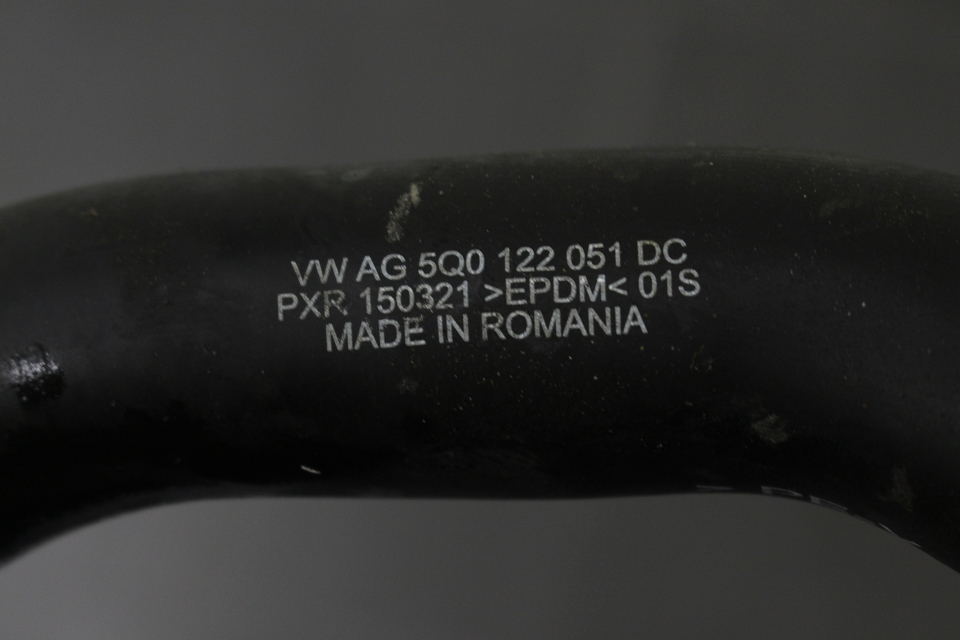 VW AG 5Q0 122 051 DC
PXR 150321 >EPDM< 01S
MADE IN ROMANIA